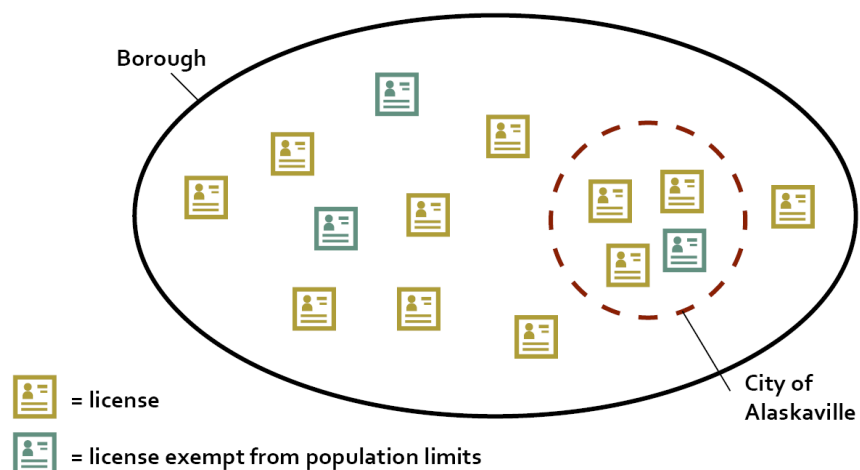 Borough
City of
Alaskaville
= license
= license exempt from population limits